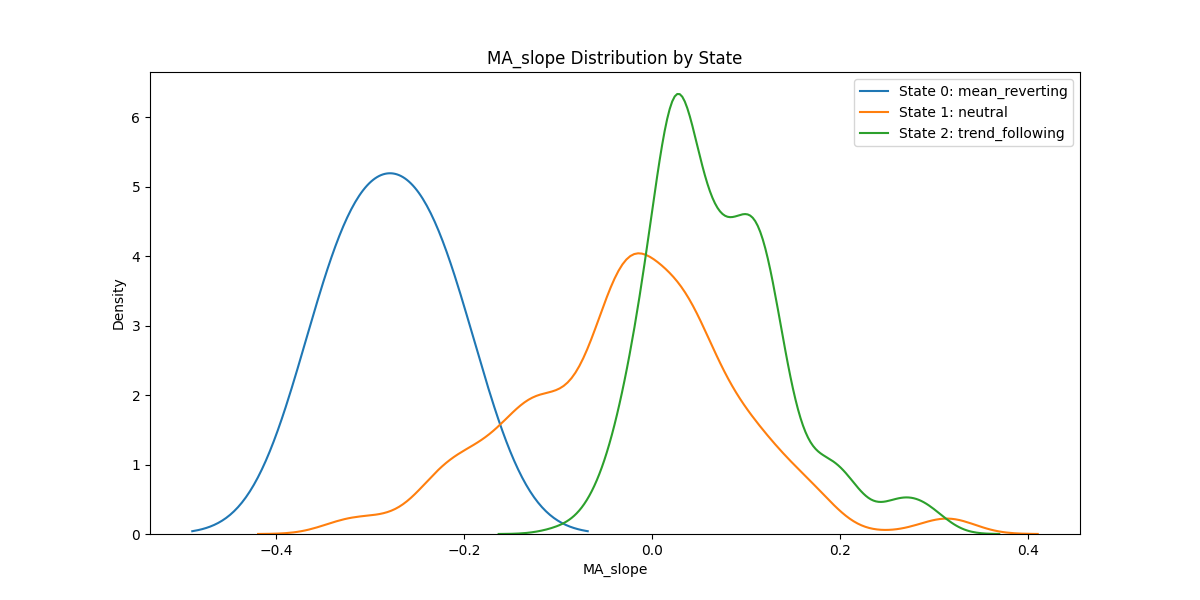 MA_slope Distribution by State
State 0: mean_reverting
State 1: neutral
State 2: trend_following
Density
6
5
4
3
2
1
0
−0.4
−0.2
0.0
0.2
0.4
MA_slope